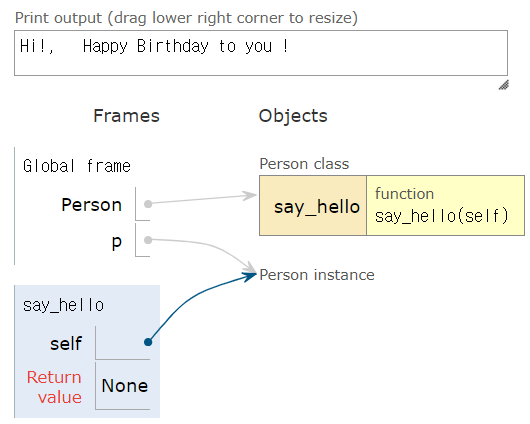 Print output (drag lower right corner to resize)
Hi!,   Happy Birthday to you !
Frames
Objects
Global frame
Person
p
Person class
say_hello
function
say_hello(self)
Person instance
say_hello
self
Return
value
None